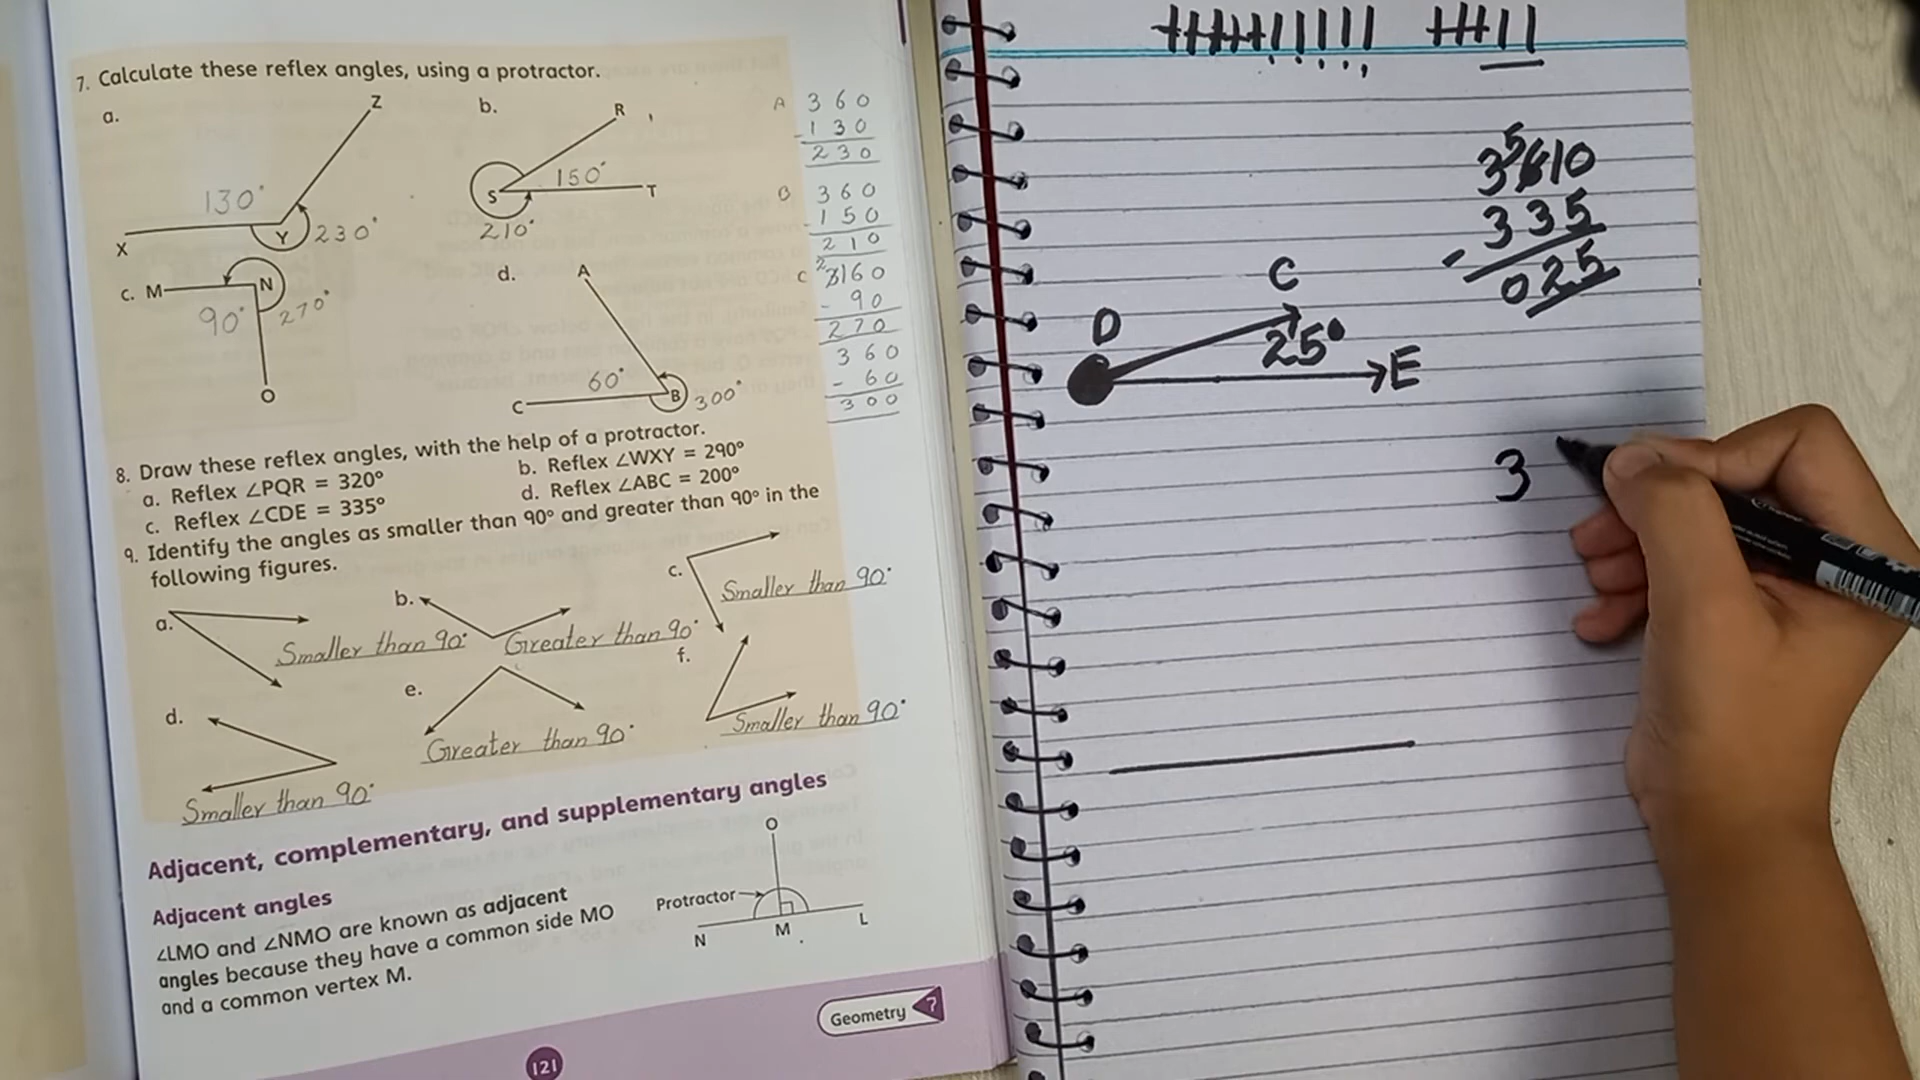 7. Calculate these reflex angles, using a protractor.
a.
Z
130°
X
Y
230°
b.
R
S
150°
T
210°
c. M
N
90°
270°
O
d.
A
60°
C
B
300°
A 360
- 130
230
B 360
- 150
210
C 2 3160
- 90
270
360
- 60
300
8. Draw these reflex angles, with the help of a protractor.
a. Reflex ∠PQR = 320°
b. Reflex ∠WXY = 290°
c. Reflex ∠CDE = 335°
d. Reflex ∠ABC = 200°
9. Identify the angles as smaller than 90° and greater than 90° in the
following figures.
a.
Smaller than 90°
b.
Greater than 90°
c.
Smaller than 90°
d.
Smaller than 90°
e.
Greater than 90°
f.
Smaller than 90°
Adjacent, complementary, and supplementary angles
Adjacent angles
∠LMO and ∠NMO are known as adjacent
angles because they have a common side MO
and a common vertex M.
O
Protractor
N
M
L
Geometry 7
121
5
3610
- 335
025
D
C
25°
E
3